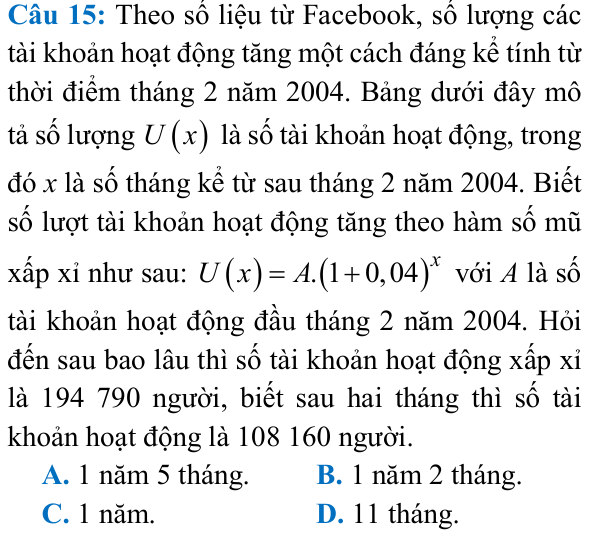 Câu 15: Theo số liệu từ Facebook, số lượng các
tài khoản hoạt động tăng một cách đáng kể tính từ
thời điểm tháng 2 năm 2004. Bảng dưới đây mô
tả số lượng U(x) là số tài khoản hoạt động, trong
đó x là số tháng kể từ sau tháng 2 năm 2004. Biết
số lượt tài khoản hoạt động tăng theo hàm số mũ
xấp xỉ như sau: U(x) = A.(1+0,04)^x với A là số
tài khoản hoạt động đầu tháng 2 năm 2004. Hỏi
đến sau bao lâu thì số tài khoản hoạt động xấp xỉ
là 194 790 người, biết sau hai tháng thì số tài
khoản hoạt động là 108 160 người.
A. 1 năm 5 tháng. B. 1 năm 2 tháng.
C. 1 năm. D. 11 tháng.